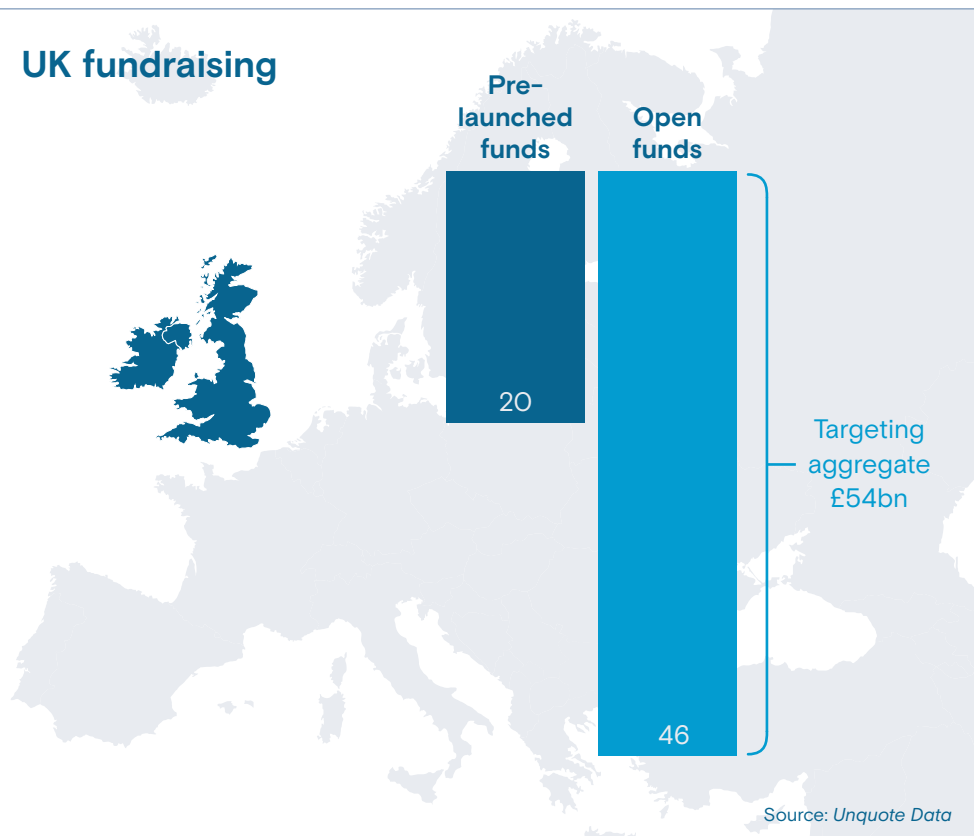 UK fundraising
Pre-
launched
funds
Open
funds
20
46
Targeting
aggregate
£54bn
Source: Unquote Data